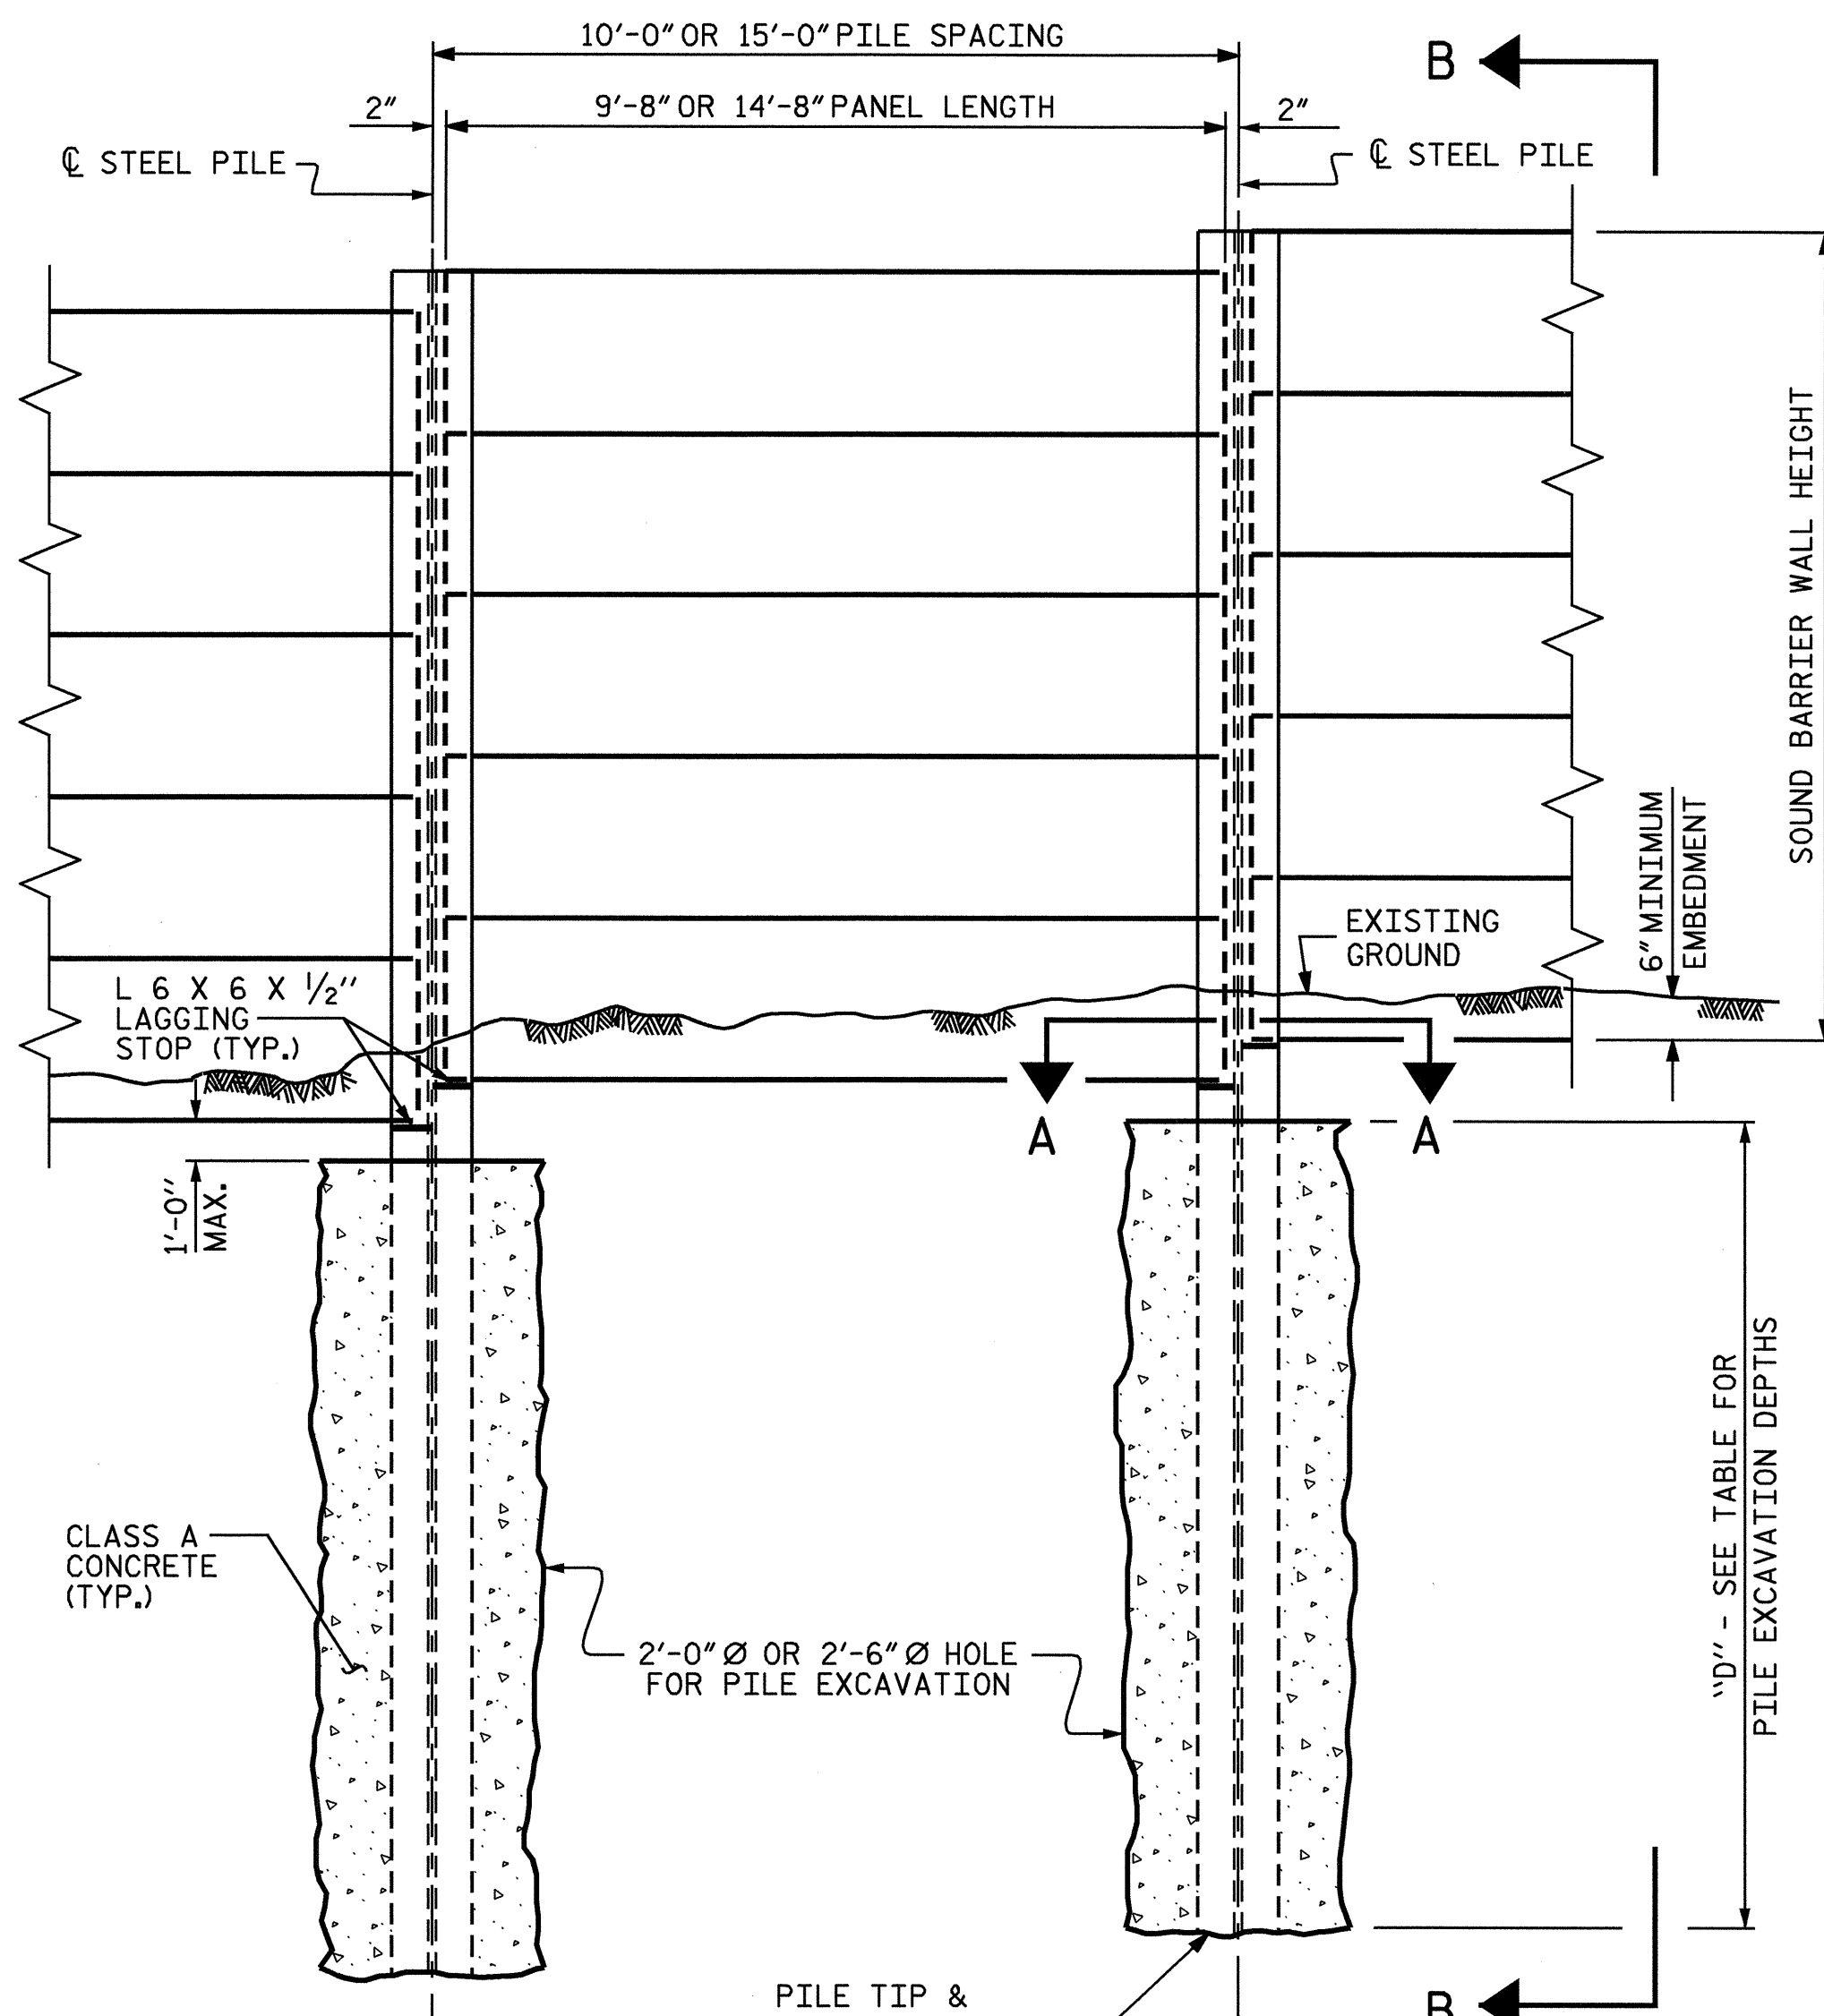 10'-0" OR 15'-0" PILE SPACING
B
2"
9'-8" OR 14'-8" PANEL LENGTH
2"
℄ STEEL PILE
℄ STEEL PILE
SOUND BARRIER WALL HEIGHT
6" MINIMUM
EMBEDMENT
EXISTING
GROUND
L 6 X 6 X 1/2"
LAGGING
STOP (TYP.)
A
A
1'-0"
MAX.
"D" - SEE TABLE FOR
PILE EXCAVATION DEPTHS
CLASS A
CONCRETE
(TYP.)
2'-0" Ø OR 2'-6" Ø HOLE
FOR PILE EXCAVATION
PILE TIP &
B